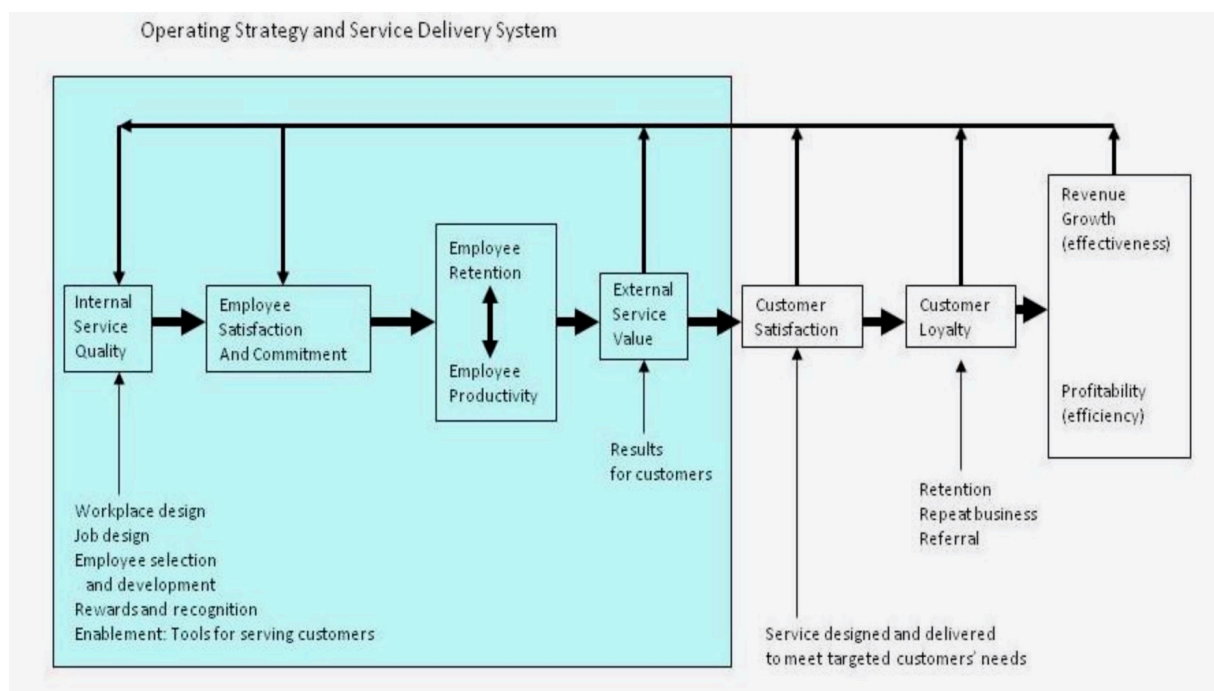 Operating Strategy and Service Delivery System
Internal
Service
Quality
Employee
Satisfaction
And Commitment
Employee
Retention
Employee
Productivity
External
Service
Value
Customer
Satisfaction
Customer
Loyalty
Revenue
Growth
(effectiveness)
Profitability
(efficiency)
Workplace design
Job design
Employee selection
and development
Rewards and recognition
Enablement: Tools for serving customers
Results
for customers
Service designed and delivered
to meet targeted customers' needs
Retention
Repeat business
Referral